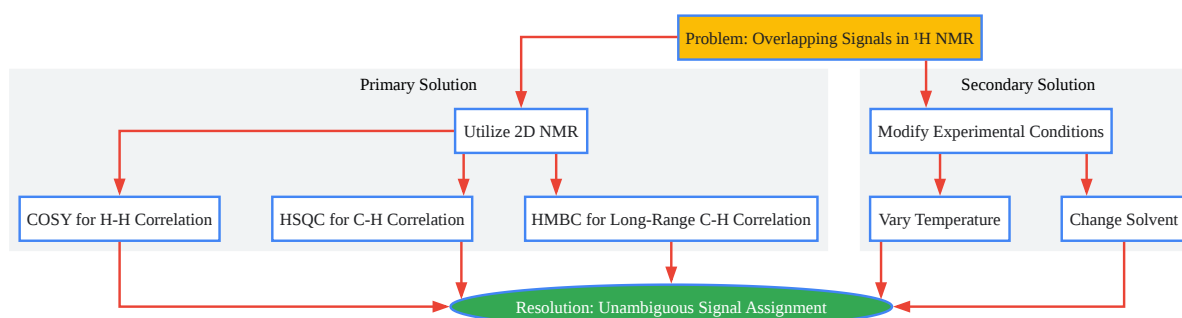 Problem: Overlapping Signals in ¹H NMR
Primary Solution
Secondary Solution
Utilize 2D NMR
Modify Experimental Conditions
COSY for H-H Correlation
HSQC for C-H Correlation
HMBC for Long-Range C-H Correlation
Vary Temperature
Change Solvent
Resolution: Unambiguous Signal Assignment